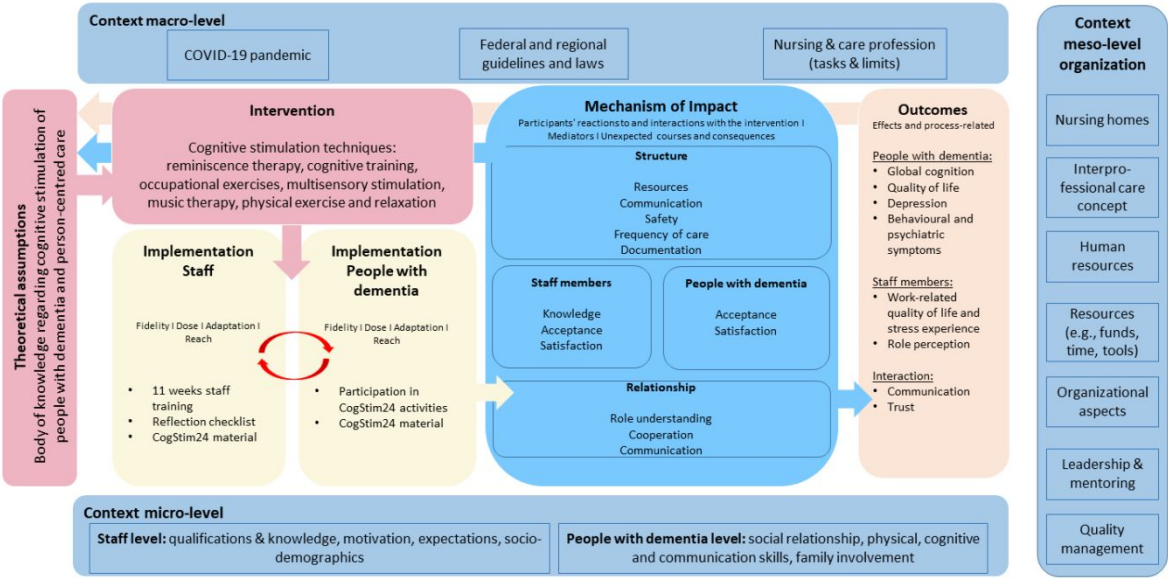 Context macro-level
COVID-19 pandemic
Federal and regional
guidelines and laws
Nursing & care profession
(tasks & limits)
Theoretical assumptions
Body of knowledge regarding cognitive stimulation of
people with dementia and person-centred care
Intervention
Cognitive stimulation techniques:
reminiscence therapy, cognitive training,
occupational exercises, multisensory stimulation,
music therapy, physical exercise and relaxation
Implementation
Staff
Fidelity I Dose I Adaptation I
Reach
• 11 weeks staff
training
• Reflection checklist
• CogStim24 material
Implementation
People with
dementia
Fidelity I Dose I Adaptation I
Reach
• Participation in
CogStim24 activities
• CogStim24 material
Mechanism of Impact
Participants' reactions to and interactions with the intervention I
Mediators I Unexpected courses and consequences
Structure
Resources
Communication
Safety
Frequency of care
Documentation
Staff members
Knowledge
Acceptance
Satisfaction
People with dementia
Acceptance
Satisfaction
Relationship
Role understanding
Cooperation
Communication
Outcomes
Effects and process-related
People with dementia:
• Global cognition
• Quality of life
• Depression
• Behavioural and
psychiatric
symptoms
Staff members:
• Work-related
quality of life and
stress experience
• Role perception
Interaction:
• Communication
• Trust
Context micro-level
Staff level: qualifications & knowledge, motivation, expectations, socio-
demographics
People with dementia level: social relationship, physical, cognitive
and communication skills, family involvement
Context
meso-level
organization
Nursing homes
Interpro-
fessional care
concept
Human
resources
Resources
(e.g., funds,
time, tools)
Organizational
aspects
Leadership &
mentoring
Quality
management